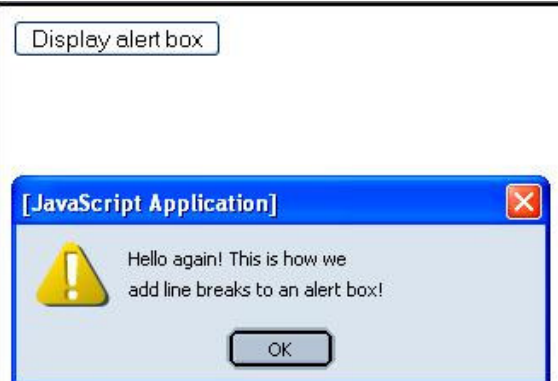 Display alert box
[JavaScript Application]
Hello again! This is how we
add line breaks to an alert box!
OK